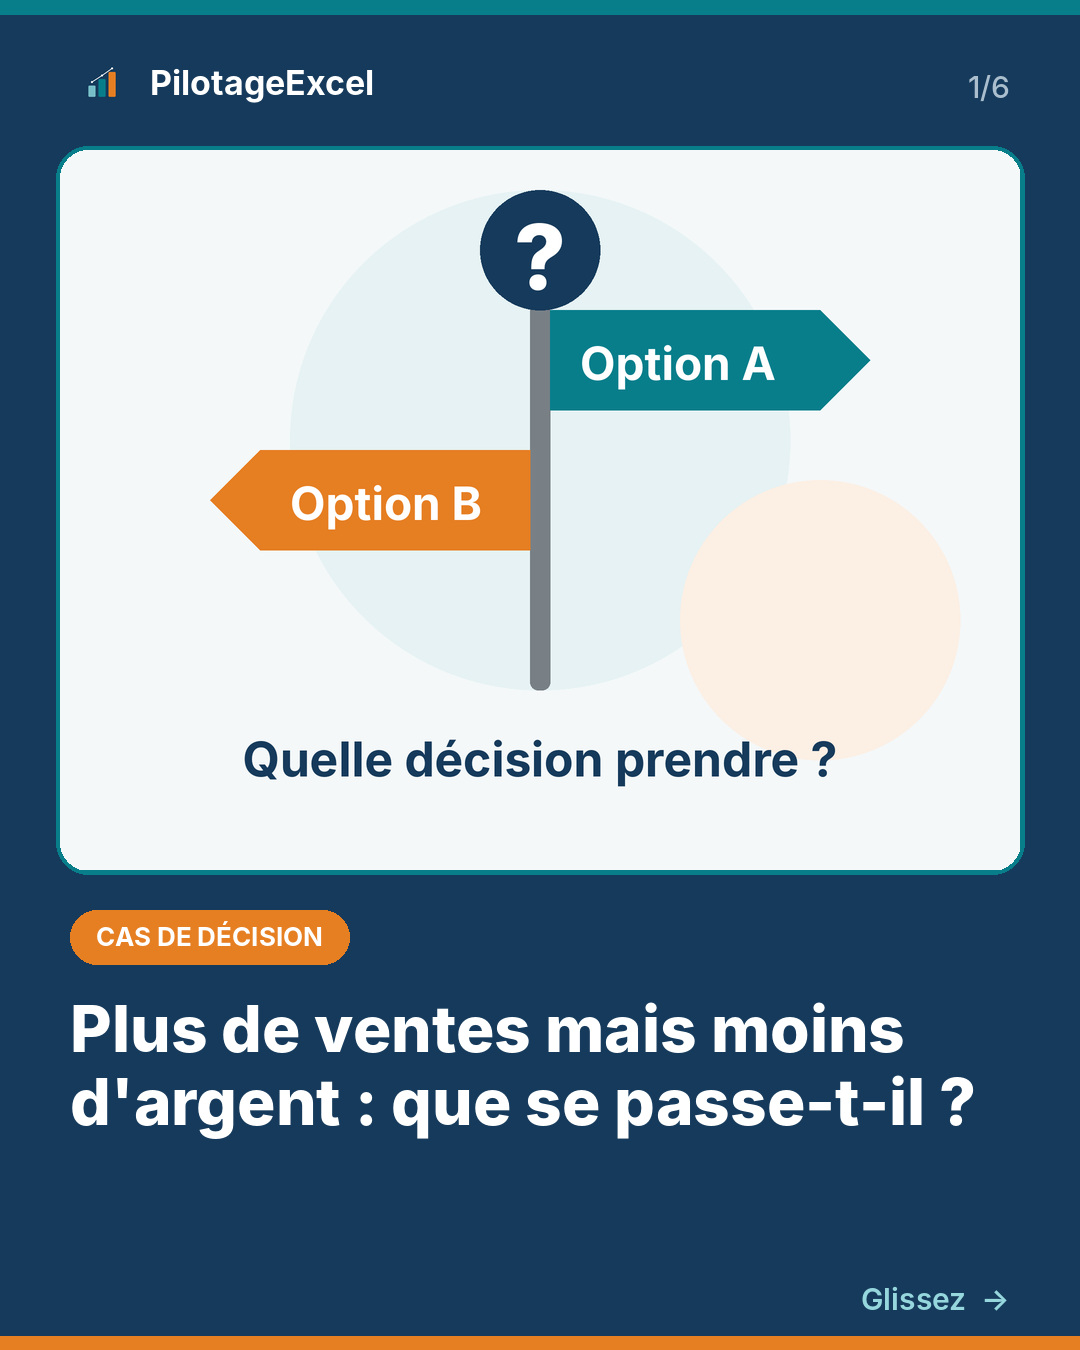 PilotageExcel
1/6
?
Option A
Option B
Quelle décision prendre ?
CAS DE DÉCISION
Plus de ventes mais moins
d'argent : que se passe-t-il ?
Glissez →